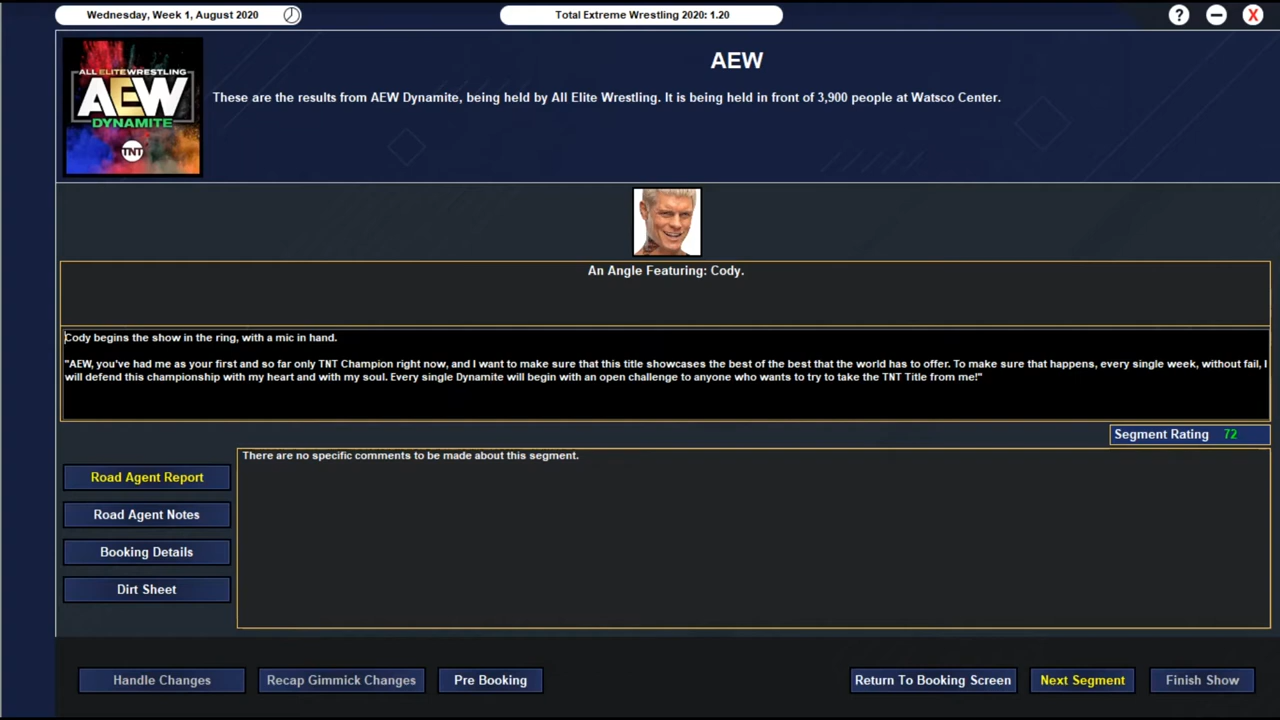 Wednesday, Week 1, August 2020
Total Extreme Wrestling 2020: 1.20
?
X
ALL ELITE WRESTLING
AEW
DYNAMITE
TNT
AEW
These are the results from AEW Dynamite, being held by All Elite Wrestling. It is being held in front of 3,900 people at Watsco Center.
An Angle Featuring: Cody.
Cody begins the show in the ring, with a mic in hand.
"AEW, you've had me as your first and so far only TNT Champion right now, and I want to make sure that this title showcases the best of the best that the world has to offer. To make sure that happens, every single week, without fail, I
will defend this championship with my heart and with my soul. Every single Dynamite will begin with an open challenge to anyone who wants to try to take the TNT Title from me!"
Segment Rating 72
There are no specific comments to be made about this segment.
Road Agent Report
Road Agent Notes
Booking Details
Dirt Sheet
Handle Changes
Recap Gimmick Changes
Pre Booking
Return To Booking Screen
Next Segment
Finish Show